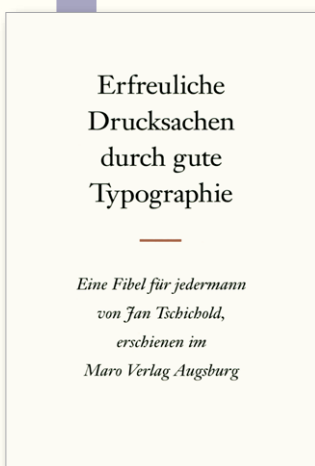 Erfreuliche
Drucksachen
durch gute
Typographie
Eine Fibel für jedermann
von Jan Tschichold,
erschienen im
Maro Verlag Augsburg